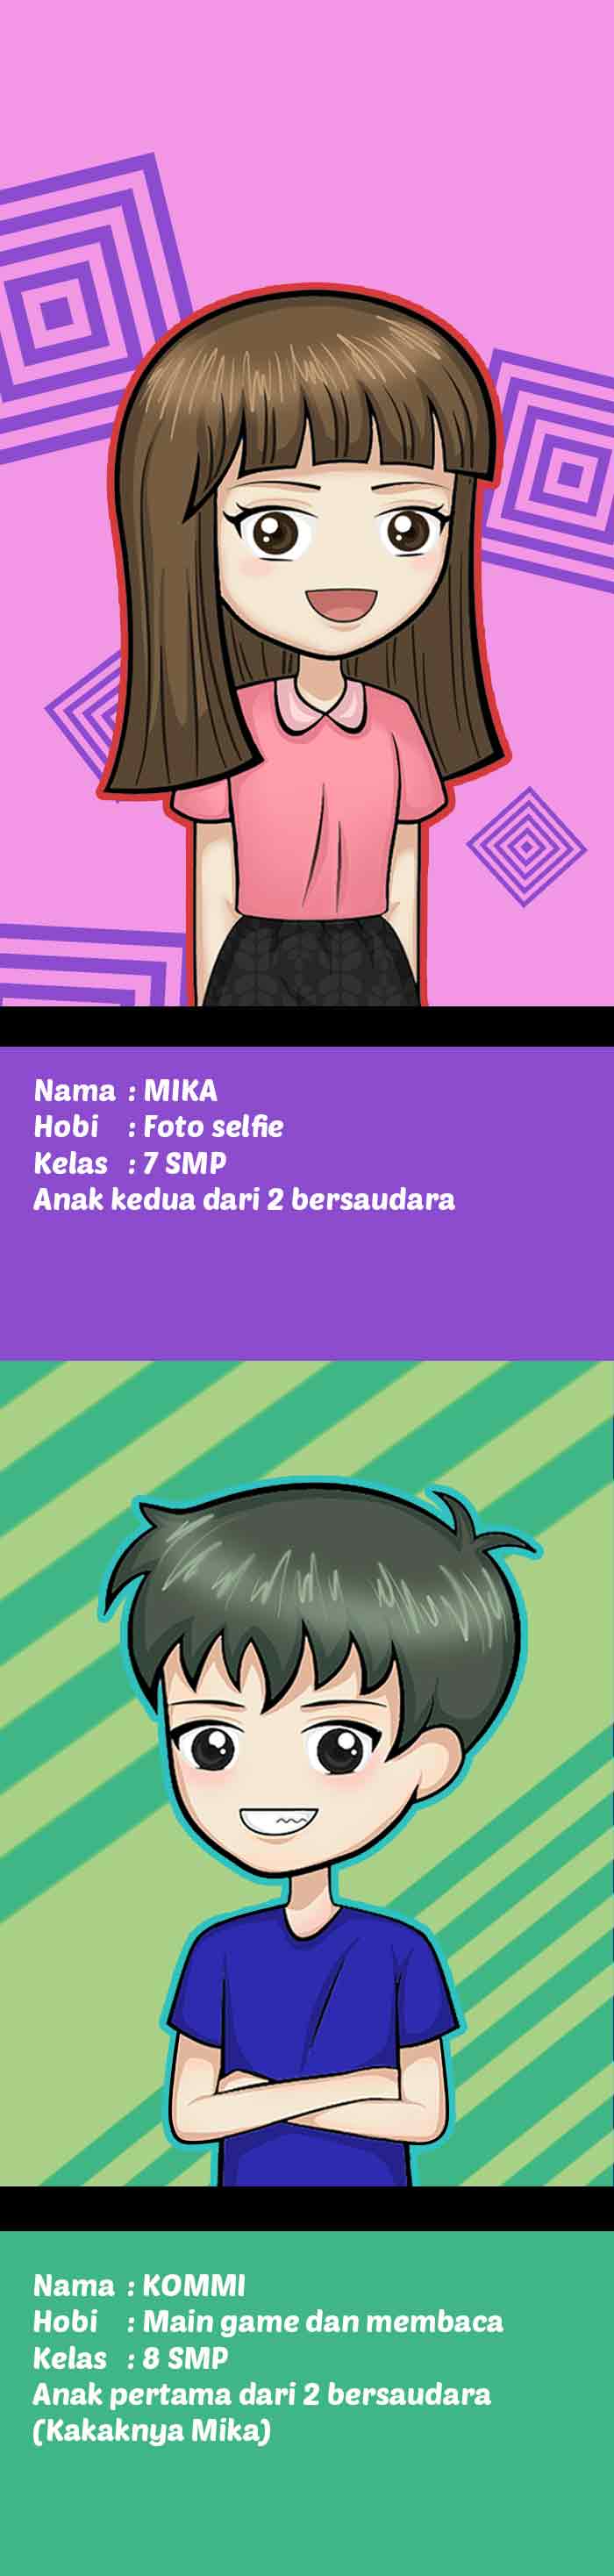 Nama : MIKA
Hobi : Foto selfie
Kelas : 7 SMP
Anak kedua dari 2 bersaudara
Nama : KOMMI
Hobi : Main game dan membaca
Kelas : 8 SMP
Anak pertama dari 2 bersaudara
(Kakaknya Mika)